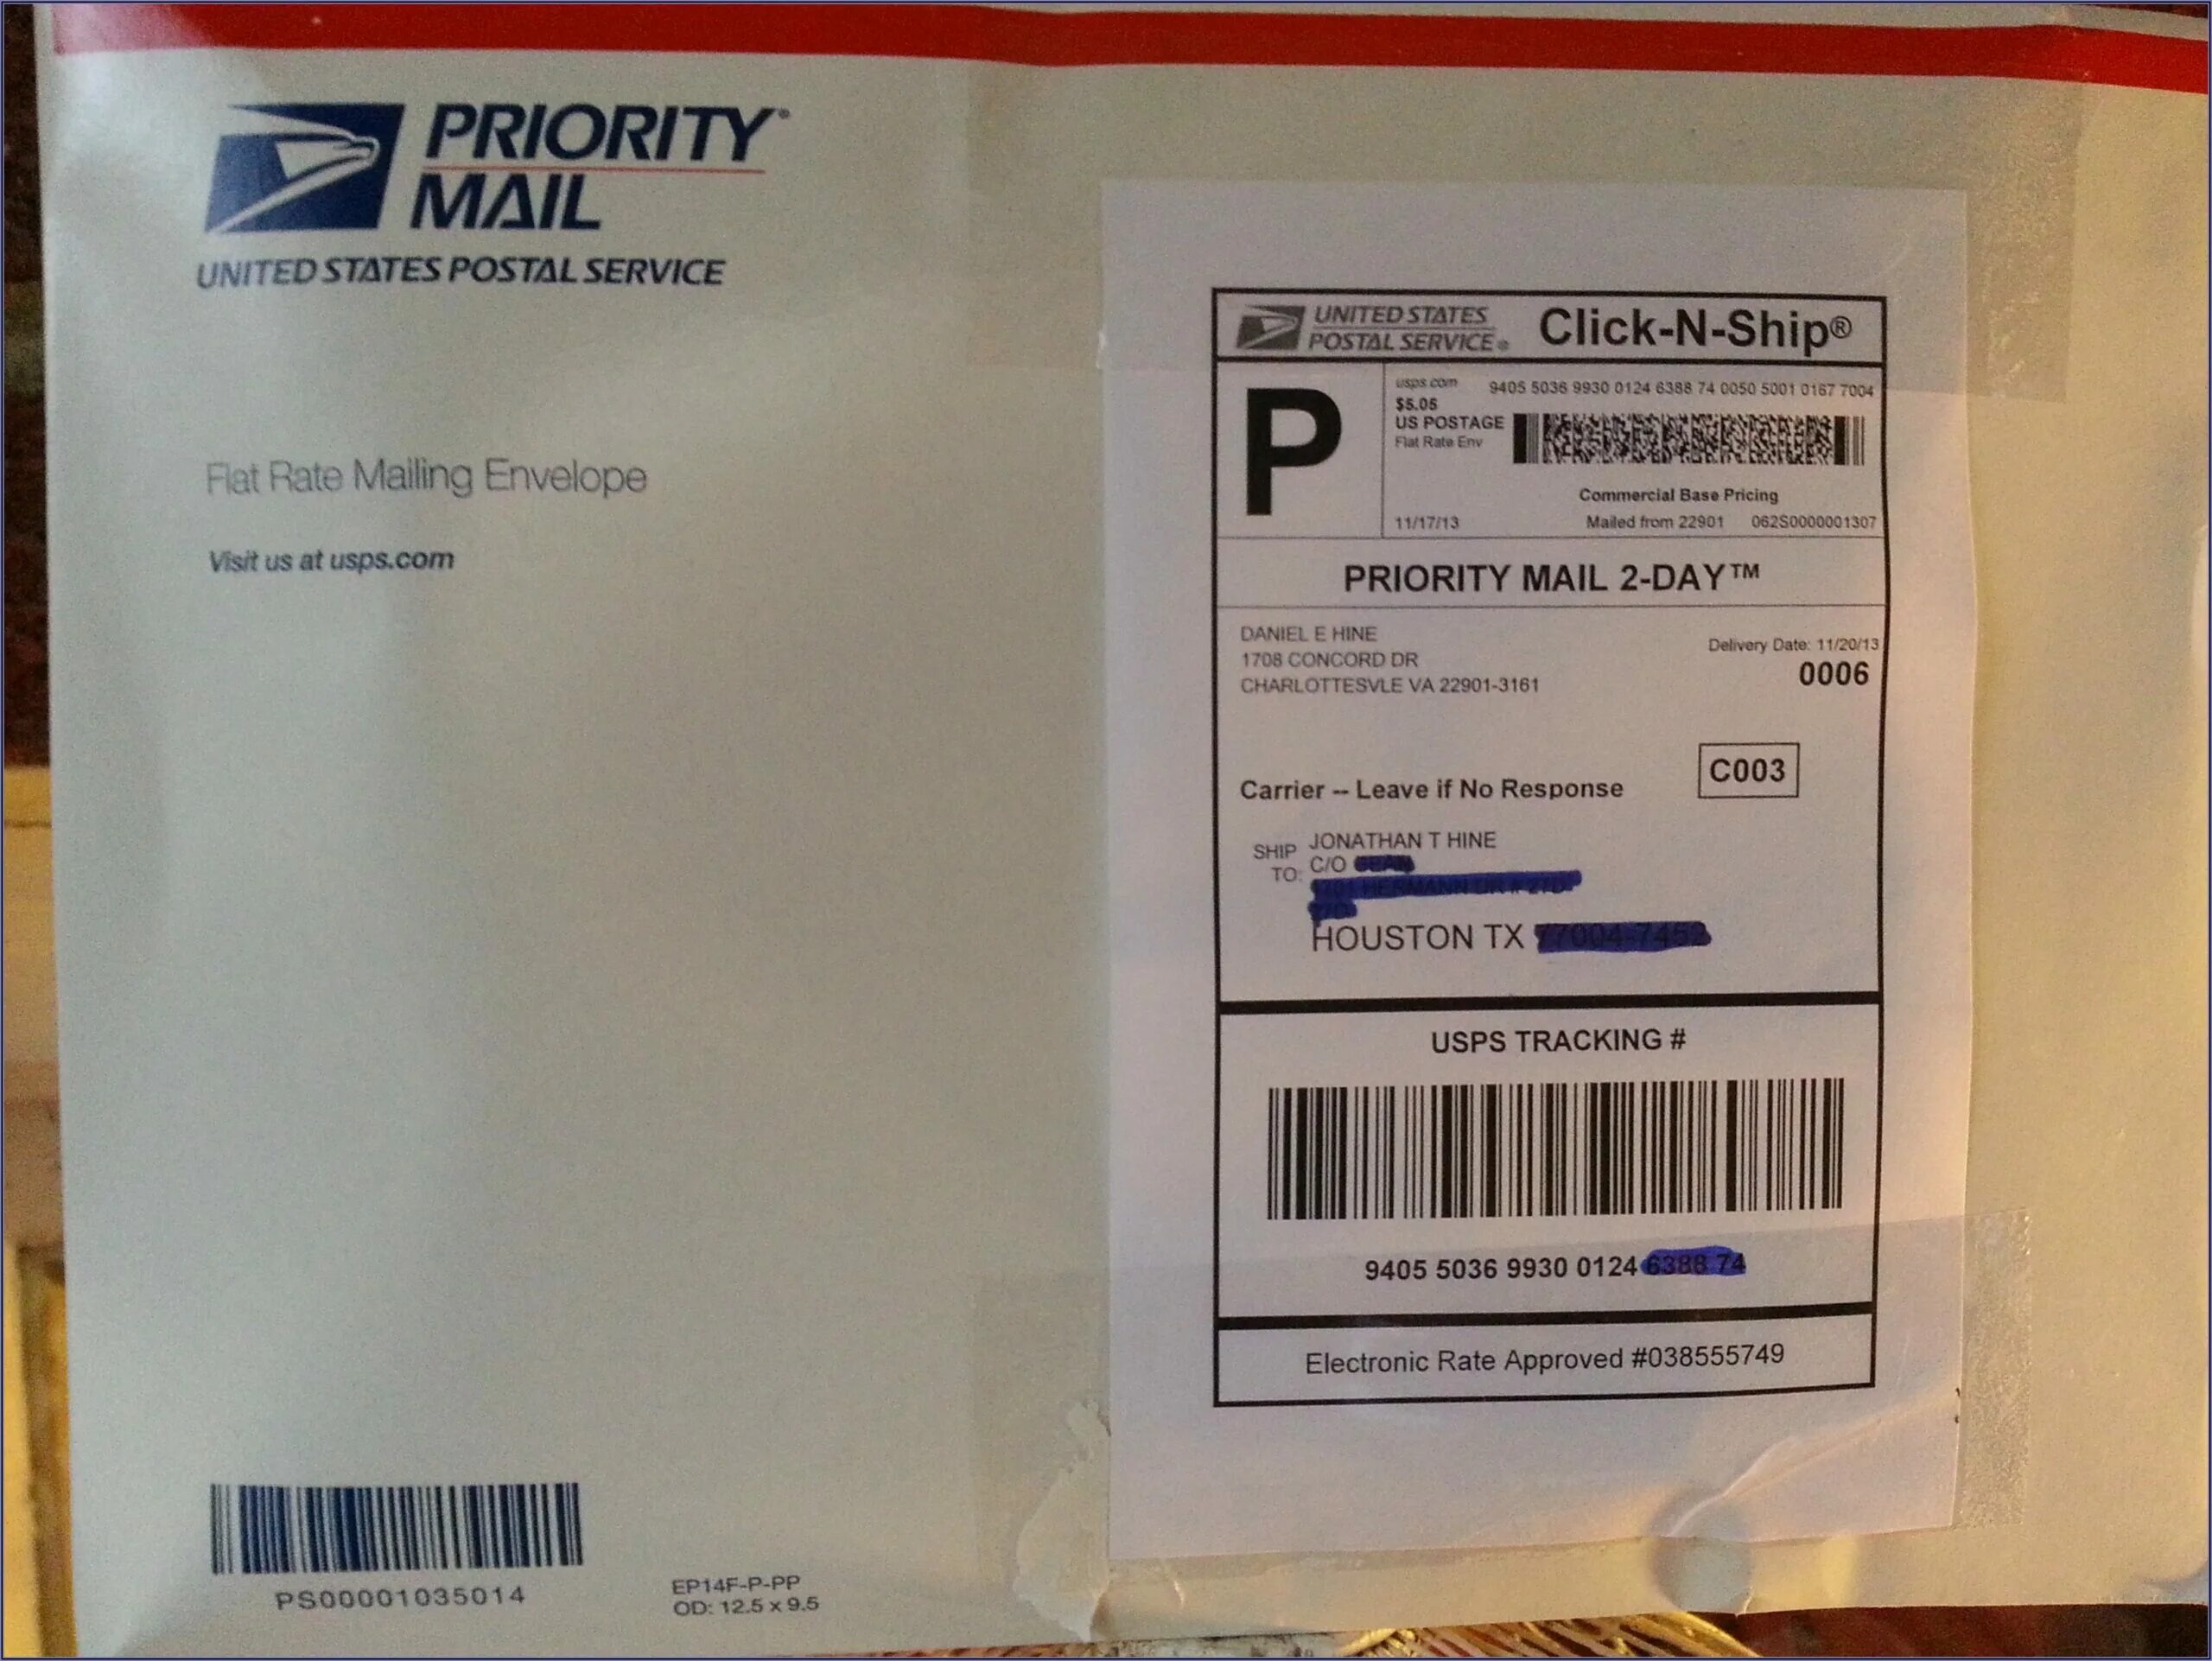 PRIORITY®
MAIL
UNITED STATES POSTAL SERVICE
Flat Rate Mailing Envelope
Visit us at usps.com
PS00001035014
EP14F-P-PP
OD: 12.5 x 9.5
UNITED STATES
POSTAL SERVICE®
Click-N-Ship®
P
usps.com
9405 5036 9930 0124 6388 74 0050 5001 0167 7004
$5.05
US POSTAGE
Flat Rate Env
Commercial Base Pricing
11/17/13
Mailed from 22901 062S0000001307
PRIORITY MAIL 2-DAY™
DANIEL E HINE
1708 CONCORD DR
CHARLOTTESVLE VA 22901-3161
Delivery Date: 11/20/13
0006
C003
Carrier -- Leave if No Response
SHIP
TO:
JONATHAN T HINE
C/O
HOUSTON TX
USPS TRACKING #
9405 5036 9930 0124
Electronic Rate Approved #038555749